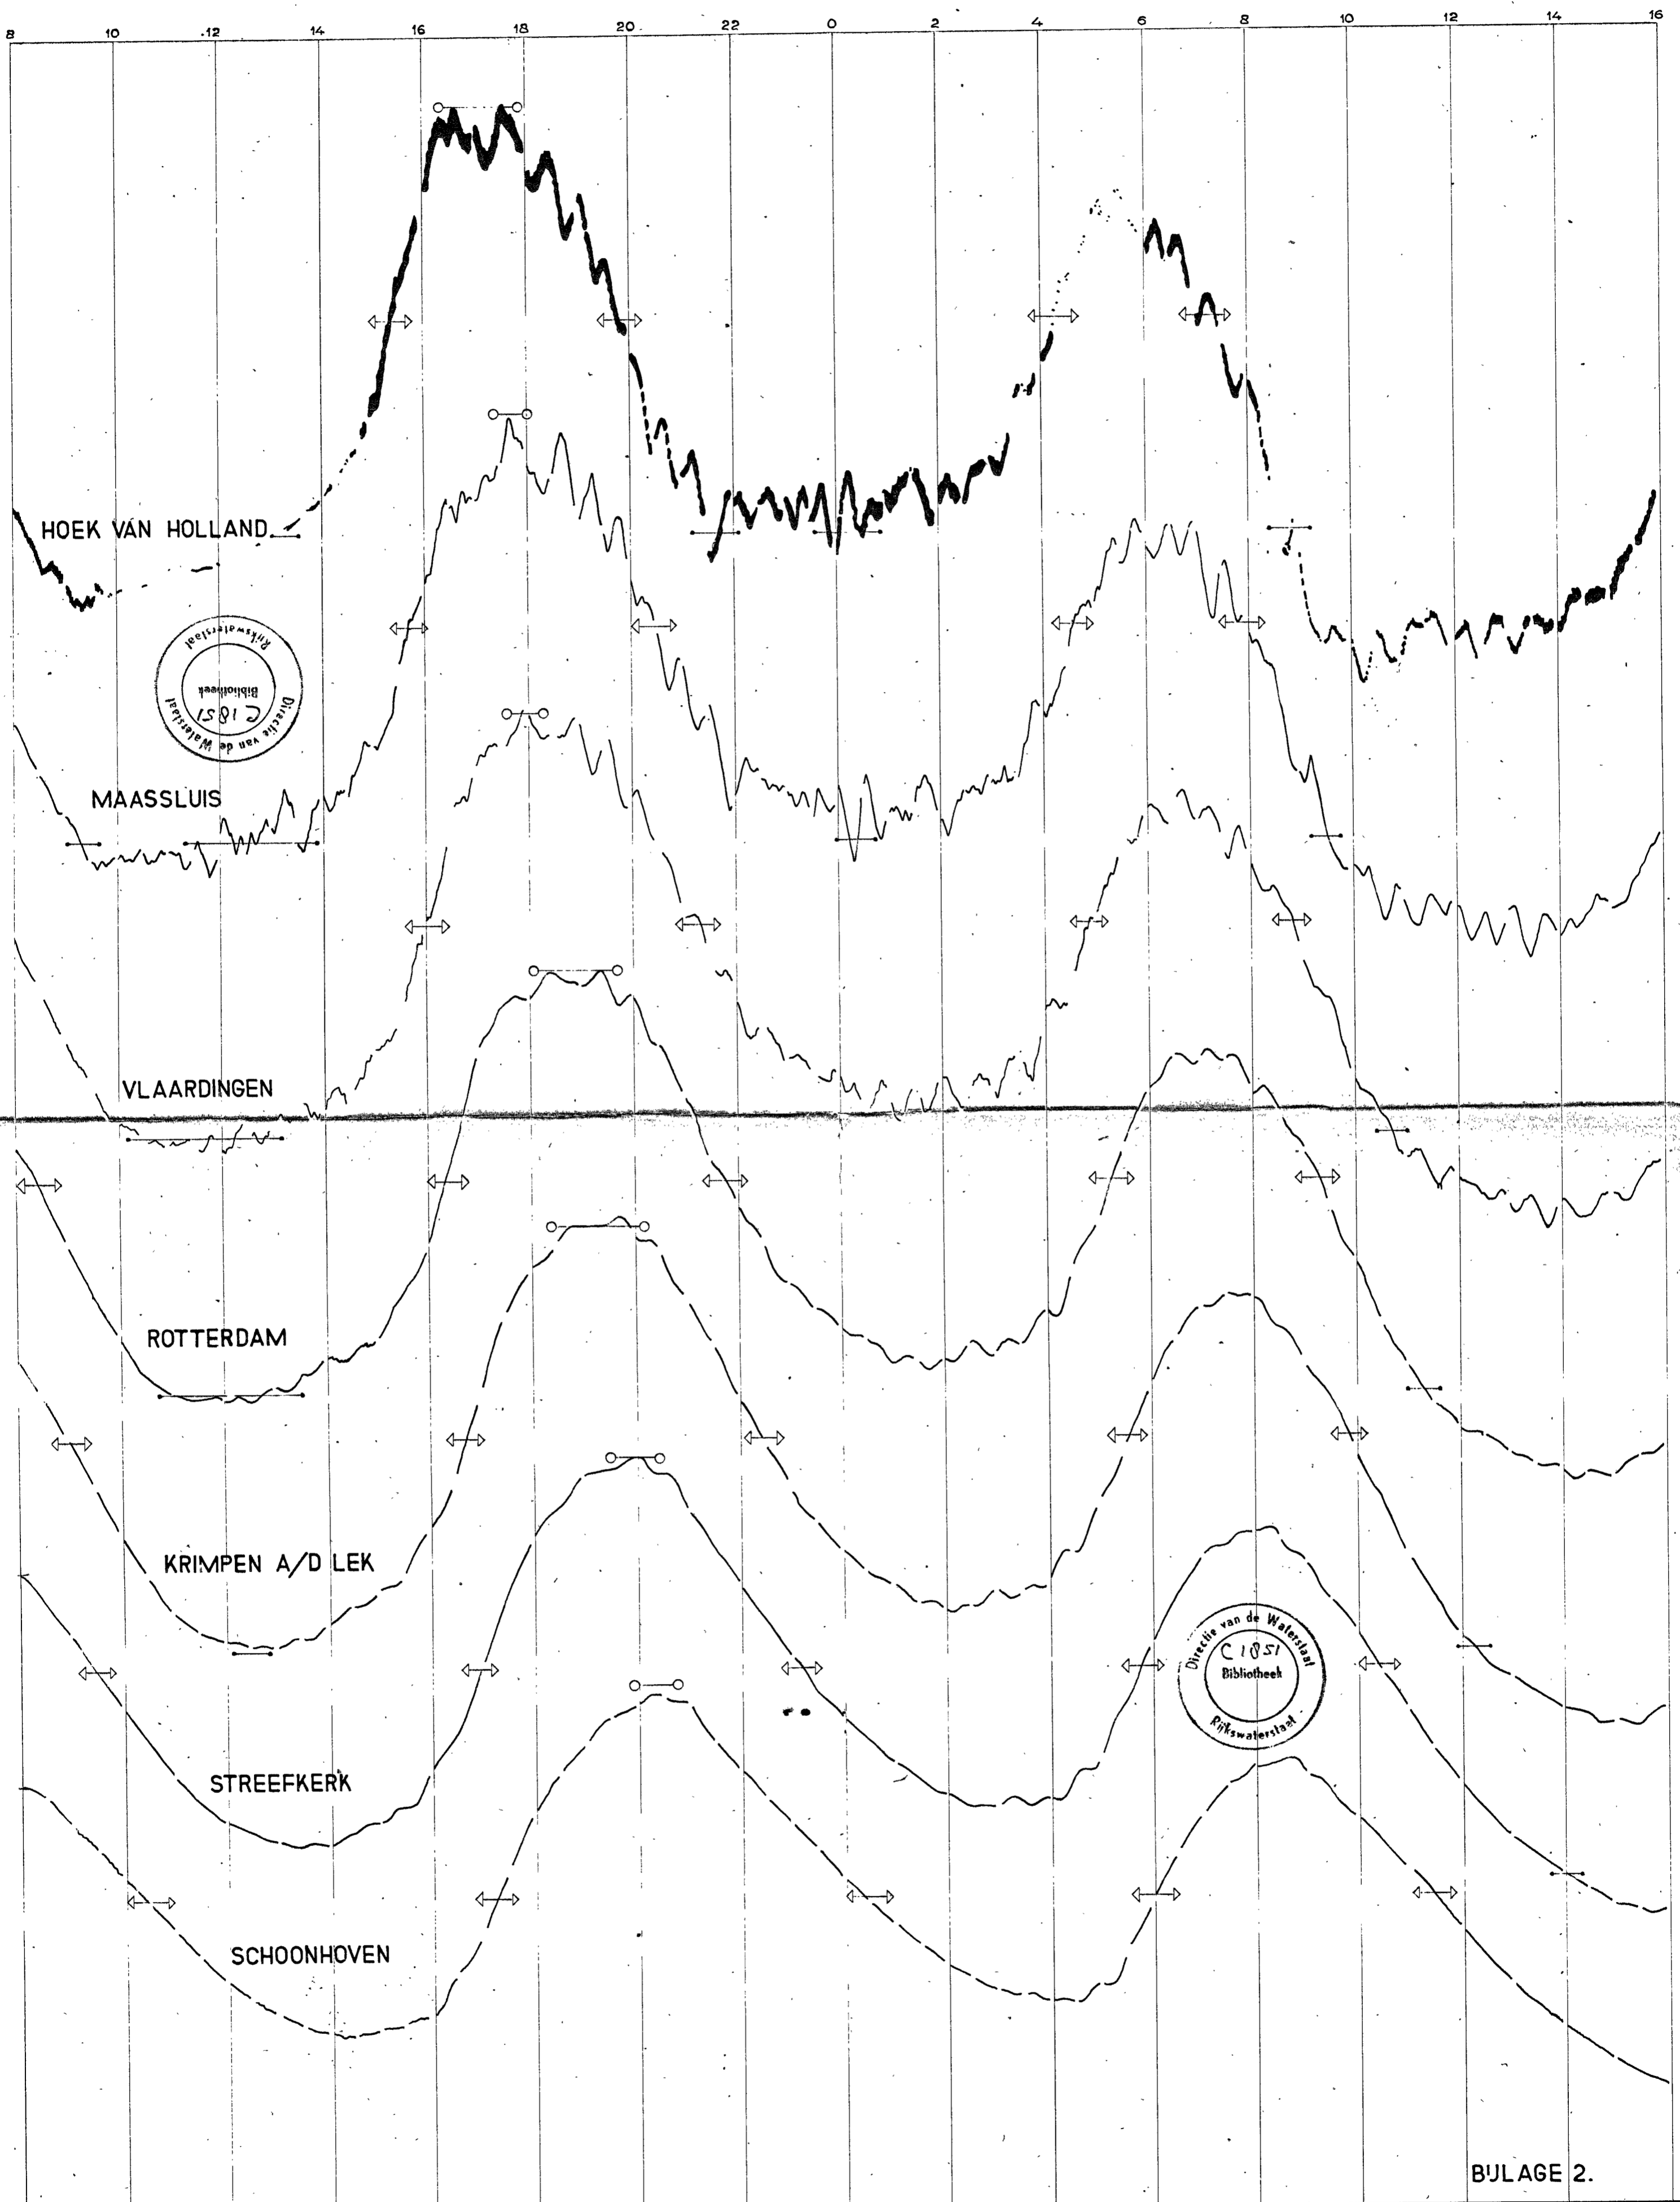 8 10 12 14 16 18 20 22 0 2 4 6 8 10 12 14 16
HOEK VAN HOLLAND
Directie van de Waterstaat
C 1851
Bibliotheek
Rijkswaterstaat
MAASSLUIS
VLAARDINGEN
ROTTERDAM
KRIMPEN A/D LEK
Directie van de Waterstaat
C 1851
Bibliotheek
Rijkswaterstaat
STREEFKERK
SCHOONHOVEN
BIJLAGE 2.